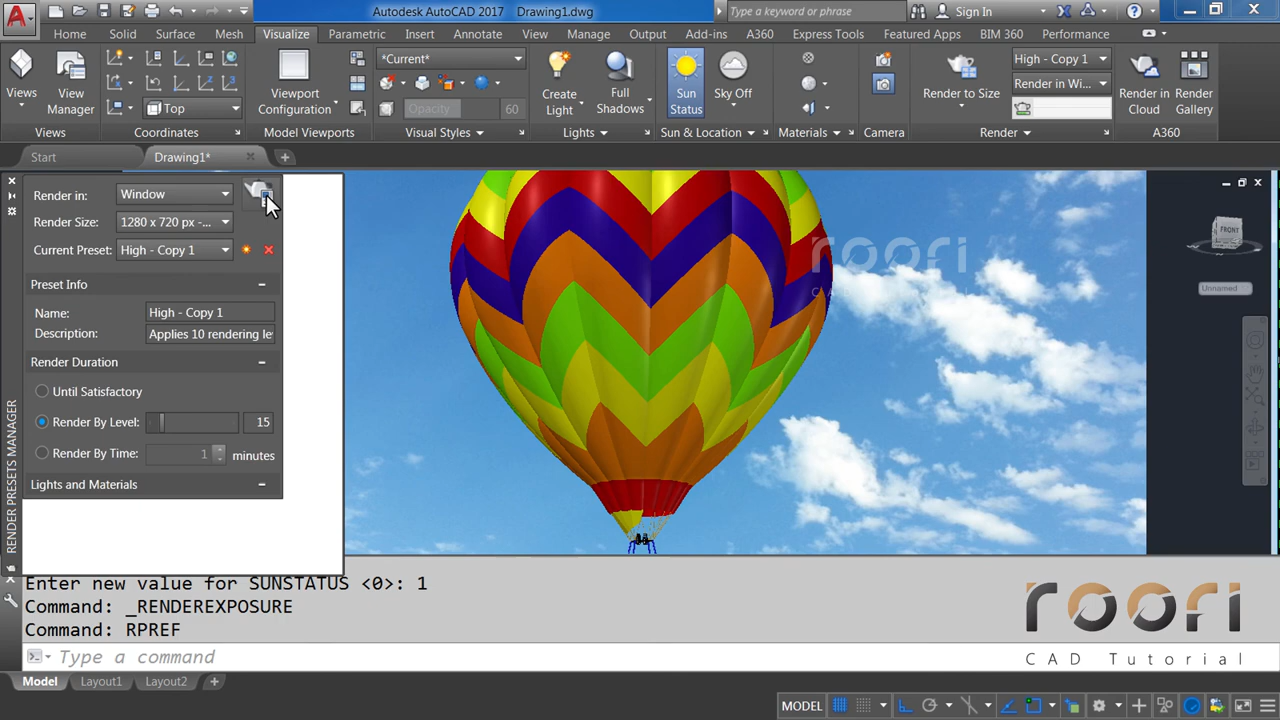 Autodesk AutoCAD 2017 Drawing1.dwg
Type a keyword or phrase
Sign In
Home Solid Surface Mesh Visualize Parametric Insert Annotate View Manage Output Add-ins A360 Express Tools Featured Apps BIM 360 Performance
Views
View
Manager
Top
Viewport
Configuration
*Current*
Opacity 60
Create
Light
Full
Shadows
Sun
Status
Sky Off
Render to Size
High - Copy 1
Render in Wi...
Render in
Cloud
Render
Gallery
Views Coordinates Model Viewports Visual Styles Lights Sun & Location Materials Camera Render A360
Start Drawing1*
Render in: Window
Render Size: 1280 x 720 px -...
Current Preset: High - Copy 1
Preset Info
Name: High - Copy 1
Description: Applies 10 rendering le
Render Duration
Until Satisfactory
Render By Level: 15
Render By Time: 1 minutes
Lights and Materials
RENDER PRESETS MANAGER
roori
FRONT
Unnamed
Enter new value for SUNSTATUS <0>: 1
Command: _RENDEREXPOSURE
Command: RPREF
Type a command
roori
CAD Tutorial
Model Layout1 Layout2
MODEL